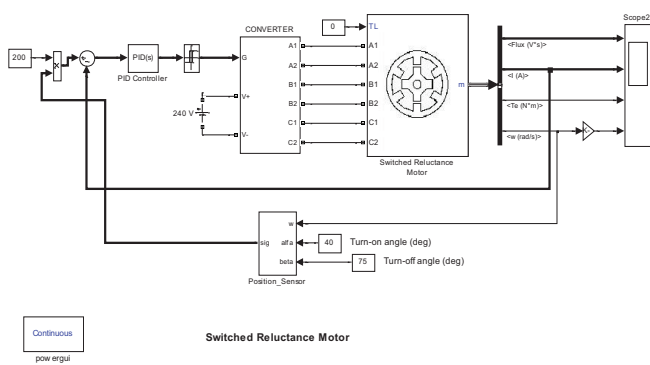 Scope2
CONVERTER
0
TL
<Flux (V*s)>
200
x
PID(s)
PID Controller
G
A1
A2
B1
B2
C1
C2
V+
V-
240 V
A1
A2
B1
B2
C1
C2
m
Switched Reluctance
Motor
<I (A)>
<Te (N*m)>
<w (rad/s)>
sig
w
alfa
beta
Position_Sensor
40
Turn-on angle (deg)
75
Turn-off angle (deg)
Continuous
powergui
Switched Reluctance Motor